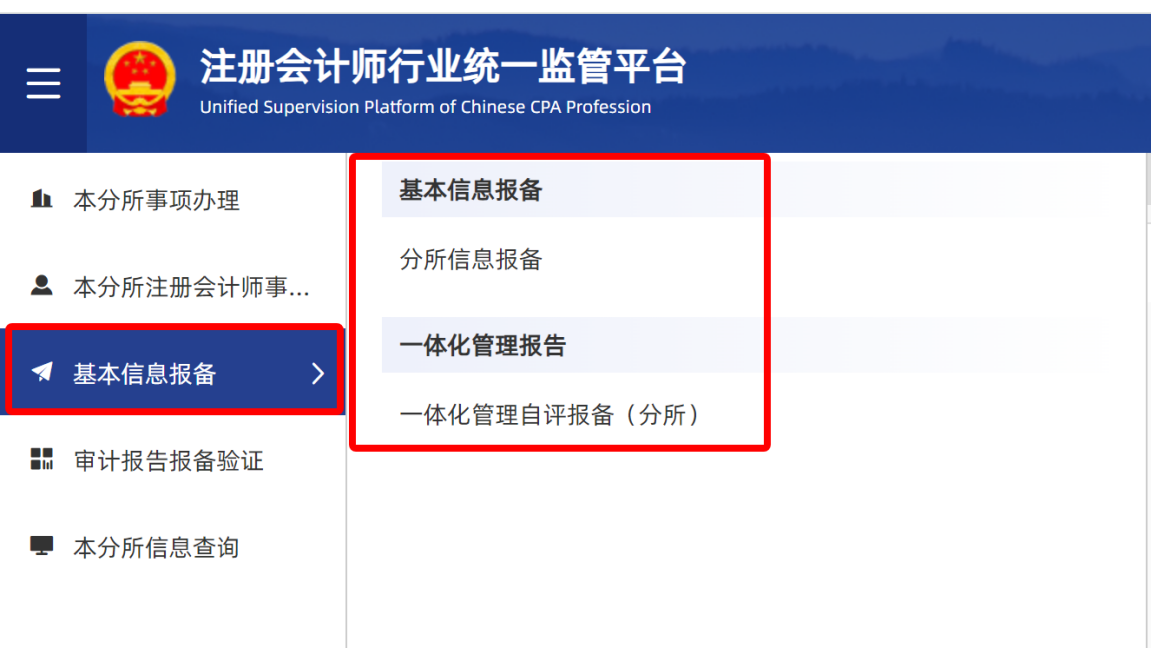 注册会计师行业统一监管平台
Unified Supervision Platform of Chinese CPA Profession
本分所事项办理
本分所注册会计师事...
基本信息报备
审计报告报备验证
本分所信息查询
基本信息报备
分所信息报备
一体化管理报告
一体化管理自评报备（分所）